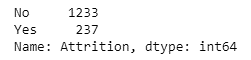 No     1233
Yes     237
Name: Attrition, dtype: int64